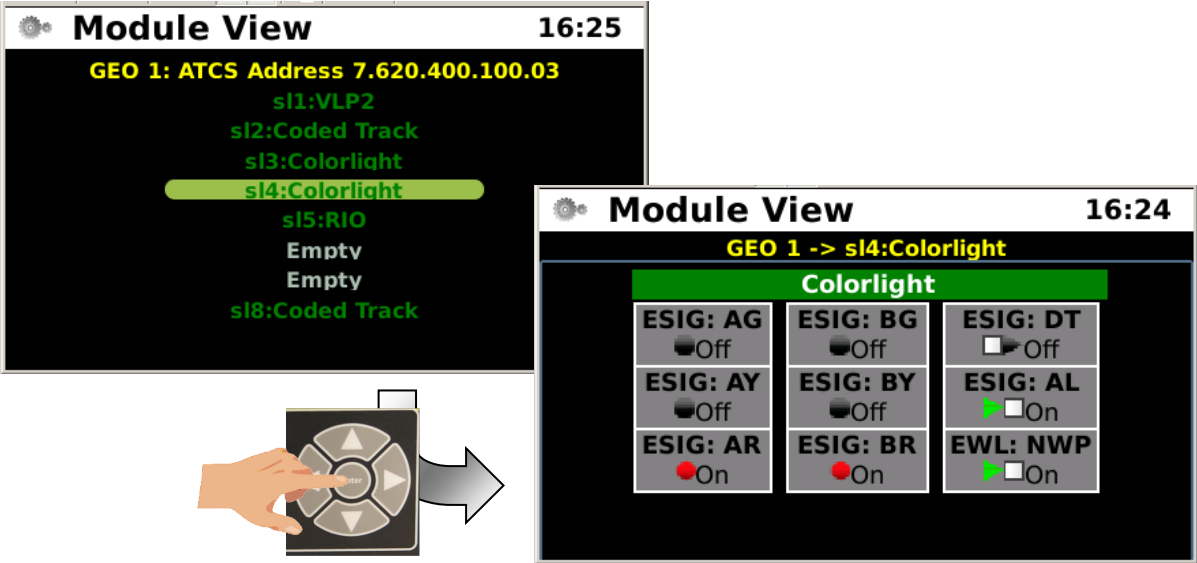 Module View 16:25
GEO 1: ATCS Address 7.620.400.100.03
sl1:VLP2
sl2:Coded Track
sl3:Colorlight
sl4:Colorlight
sl5:RIO
Empty
Empty
sl8:Coded Track
Module View 16:24
GEO 1 -> sl4:Colorlight
Colorlight
ESIG: AG ESIG: BG ESIG: DT
Off Off Off
ESIG: AY ESIG: BY ESIG: AL
Off Off On
ESIG: AR ESIG: BR EWL: NWP
On On On